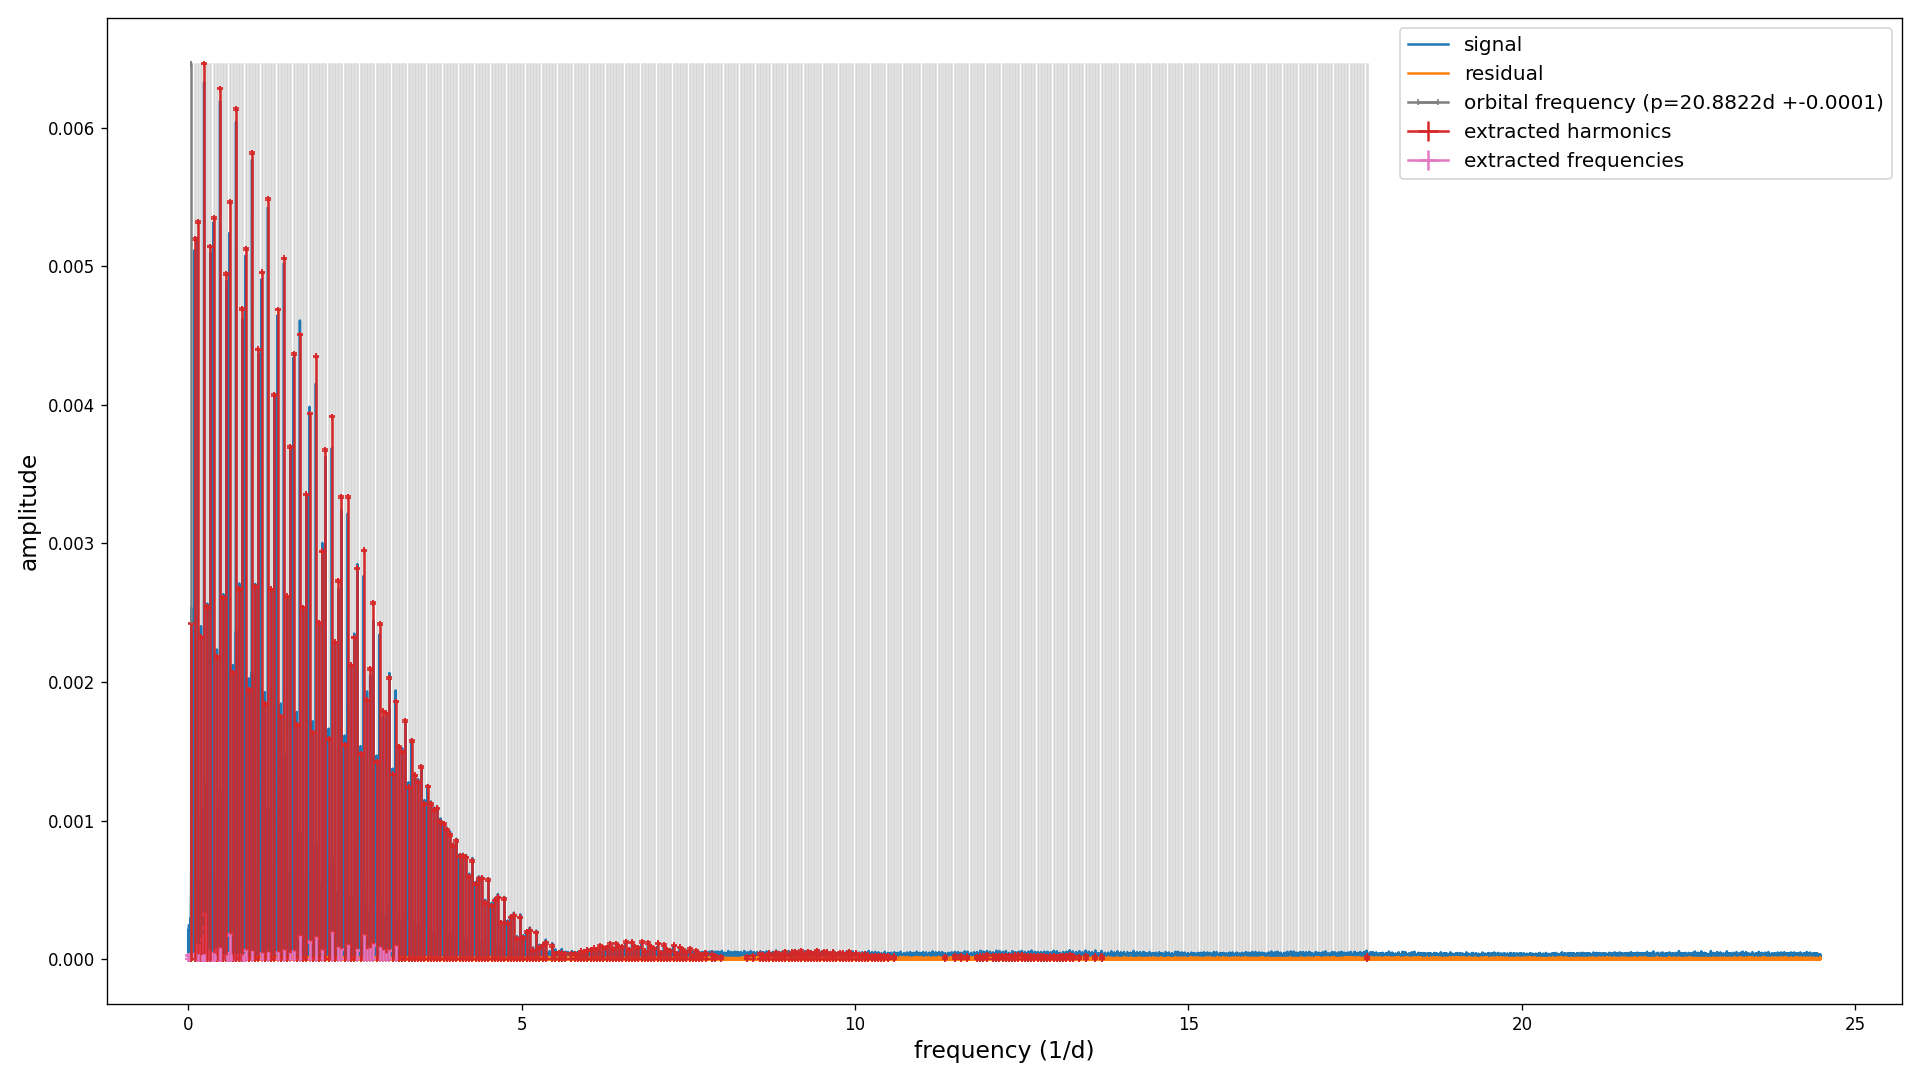 signal
residual
orbital frequency (p=20.8822d +-0.0001)
extracted harmonics
extracted frequencies
amplitude
0.006
0.005
0.004
0.003
0.002
0.001
0.000
0 5 10 15 20 25
frequency (1/d)